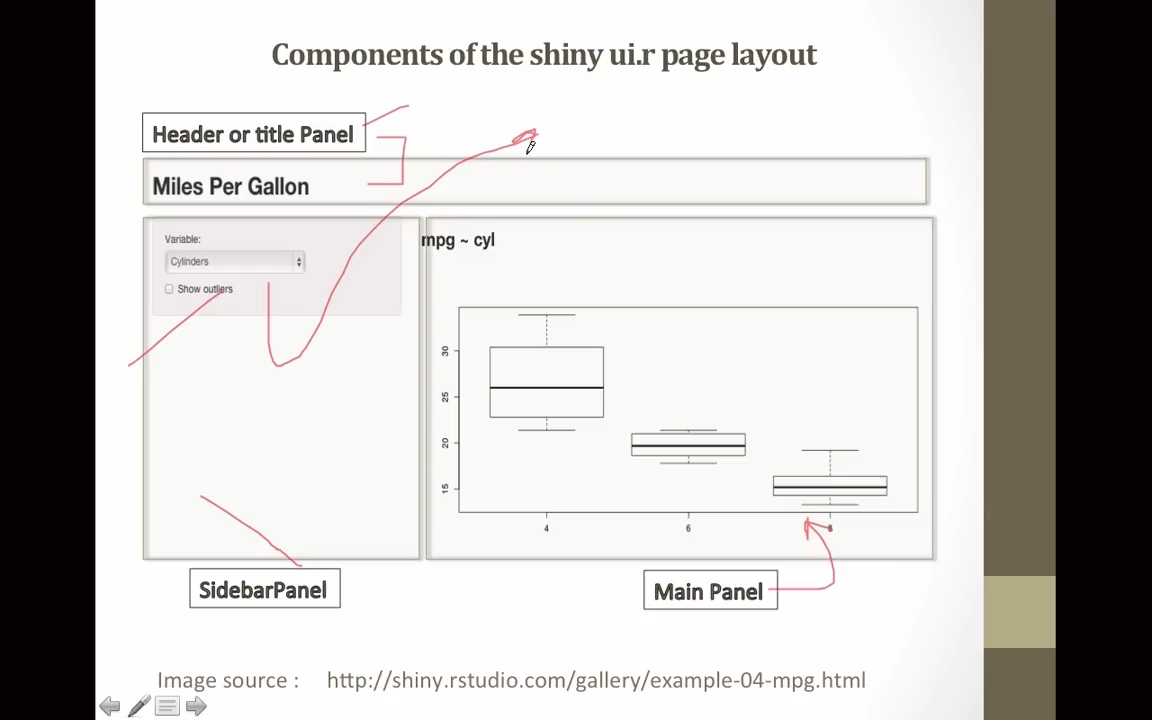 Components of the shiny ui.r page layout
Header or title Panel
Miles Per Gallon
Variable:
Cylinders
Show outliers
mpg ~ cyl
30
25
20
15
4
6
8
SidebarPanel
Main Panel
Image source : http://shiny.rstudio.com/gallery/example-04-mpg.html